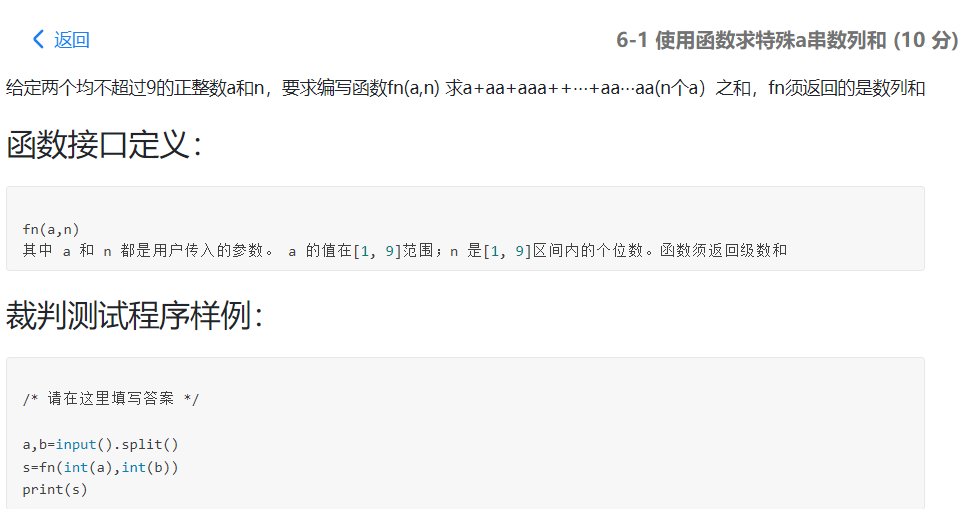 返回
6-1 使用函数求特殊a串数列和 (10 分)
给定两个均不超过9的正整数a和n，要求编写函数fn(a,n) 求a+aa+aaa++⋯+aa⋯aa(n个a）之和，fn须返回的是数列和
函数接口定义：
fn(a,n)
其中 a 和 n 都是用户传入的参数。 a 的值在[1, 9]范围；n 是[1, 9]区间内的个位数。函数须返回级数和
裁判测试程序样例：
/* 请在这里填写答案 */
a,b=input().split()
s=fn(int(a),int(b))
print(s)